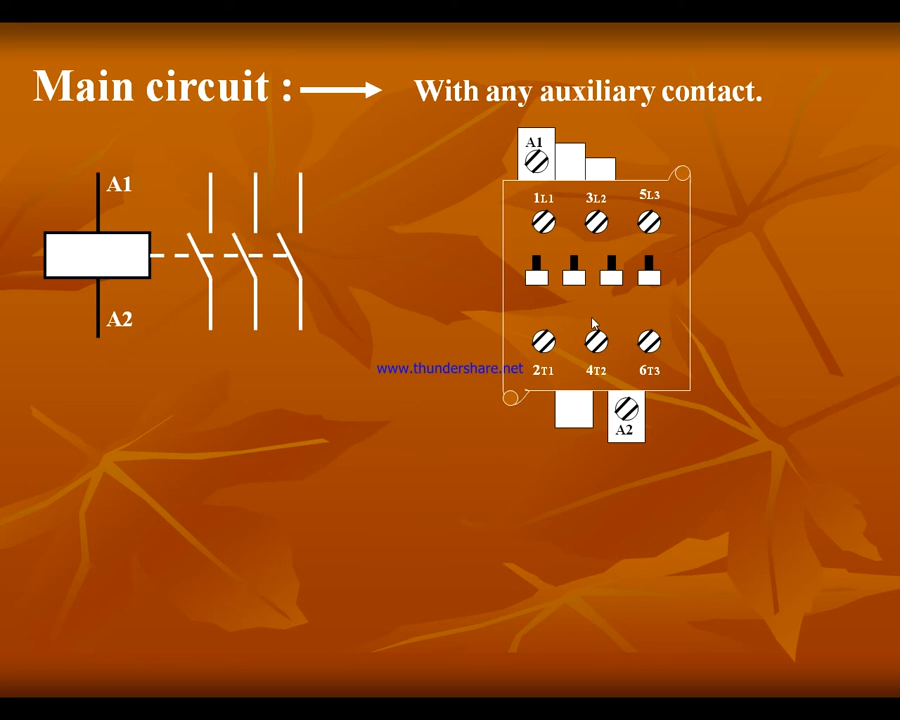 Main circuit :
With any auxiliary contact.
A1
A2
A1
1L1 3L2 5L3
www.thundershare.net
2T1 4T2 6T3
A2